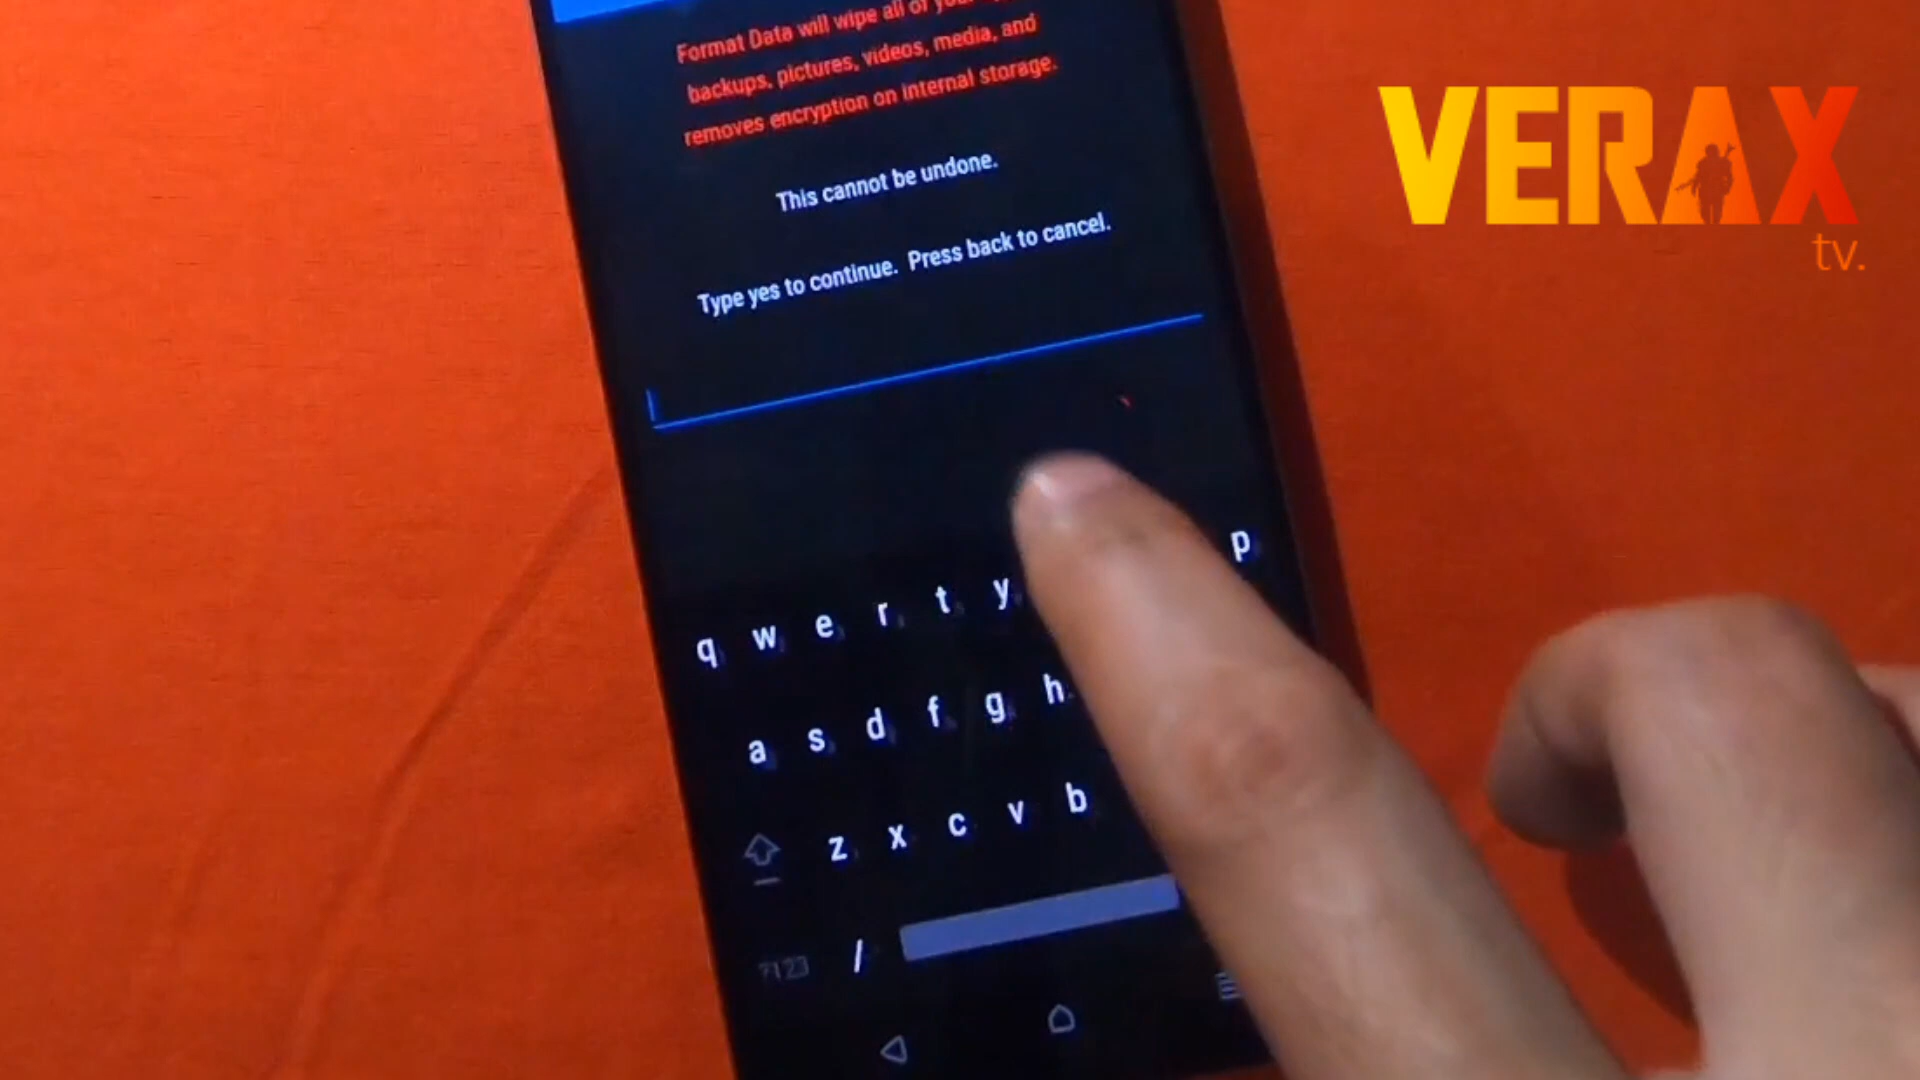 Format Data will wipe all of your
backups, pictures, videos, media, and
removes encryption on internal storage.
This cannot be undone.
Type yes to continue. Press back to cancel.
q w e r t y p
a s d f g h
z x c v b
?123 /
VERAX
tv.